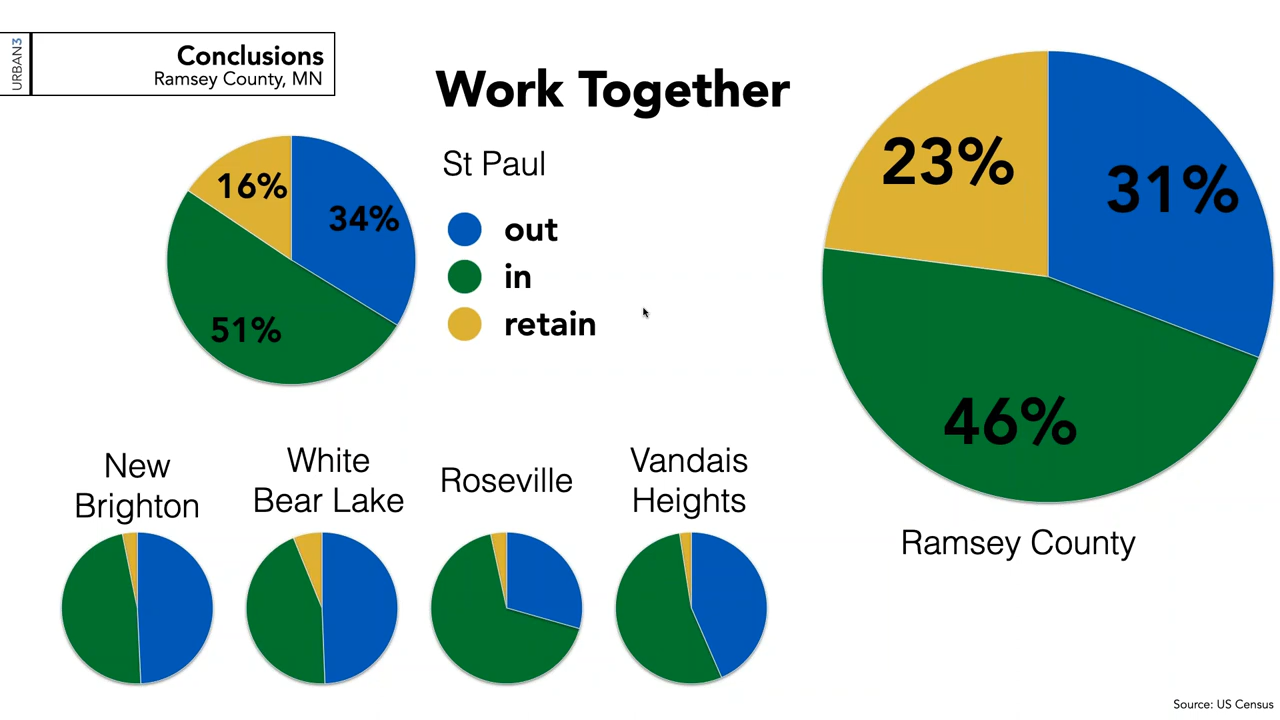 URBAN3
Conclusions
Ramsey County, MN
Work Together
St Paul
out
in
retain
16%
34%
51%
23%
31%
46%
Ramsey County
New
Brighton
White
Bear Lake
Roseville
Vandais
Heights
Source: US Census